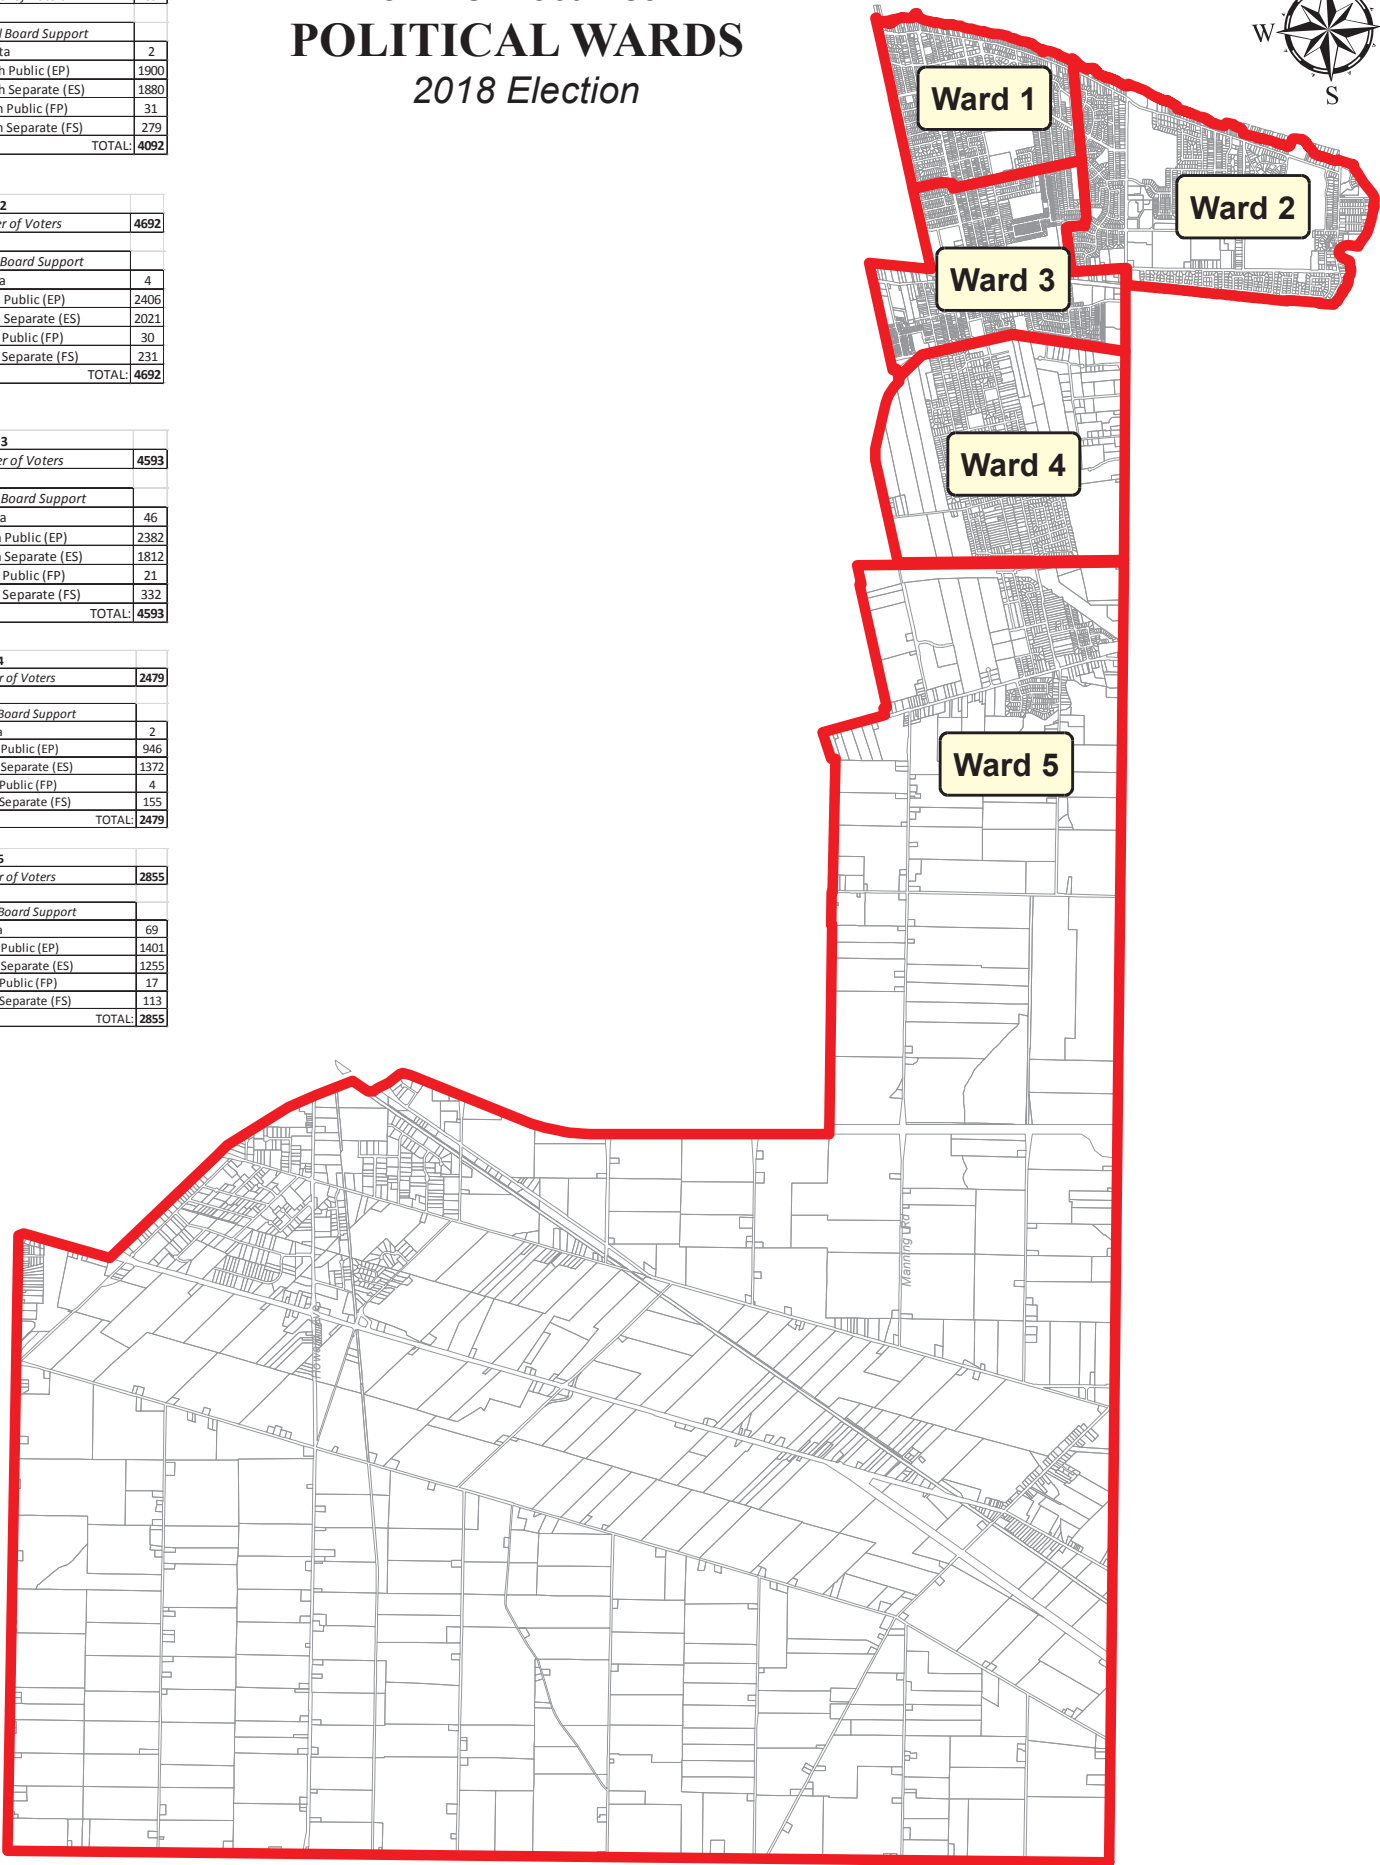 POLITICAL WARDS
2018 Election
W
S
Board Support
2
Public (EP) 1900
Separate (ES) 1880
Public (FP) 31
Separate (FS) 279
TOTAL: 4092
2
of Voters 4692
Board Support
4
Public (EP) 2406
Separate (ES) 2021
Public (FP) 30
Separate (FS) 231
TOTAL: 4692
3
of Voters 4593
Board Support
46
Public (EP) 2382
Separate (ES) 1812
Public (FP) 21
Separate (FS) 332
TOTAL: 4593
4
of Voters 2479
Board Support
2
Public (EP) 946
Separate (ES) 1372
Public (FP) 4
Separate (FS) 155
TOTAL: 2479
5
of Voters 2855
Board Support
69
Public (EP) 1401
Separate (ES) 1255
Public (FP) 17
Separate (FS) 113
TOTAL: 2855
Ward 1
Ward 2
Ward 3
Ward 4
Ward 5
Manning Rd